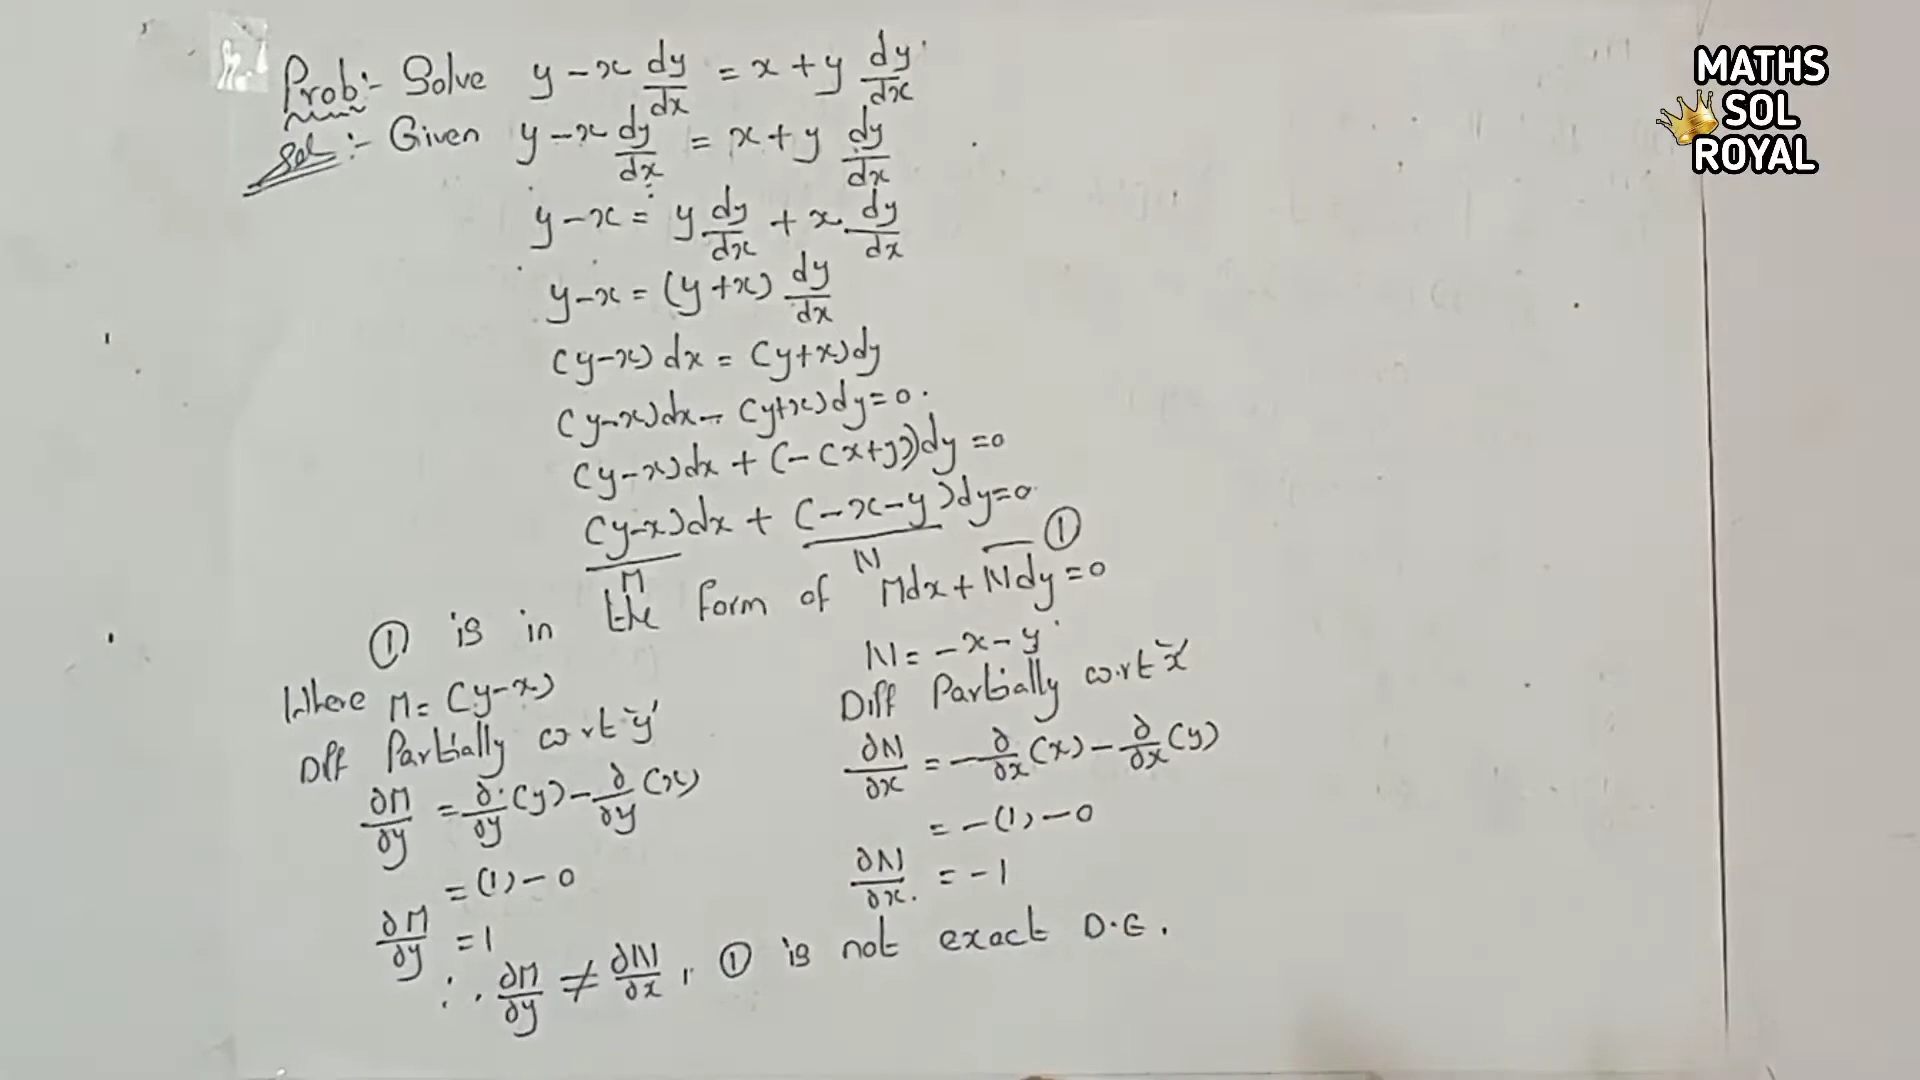 Prob:- Solve y - x dy/dx = x + y dy/dx
Sol:- Given y - x dy/dx = x + y dy/dx
y - x = y dy/dx + x dy/dx
y - x = (y + x) dy/dx
(y-x) dx = (y+x)dy
(y-x)dx - (y+x)dy = 0.
(y-x)dx + (-(x+y))dy = 0
(y-x)dx + (-x-y)dy = 0 — ①
M N
① is in the form of Mdx + Ndy = 0
Where M = (y-x)
Diff Partially w.r.t 'y'
∂M/∂y = ∂/∂y (y) - ∂/∂y (x)
= (1) - 0
∂M/∂y = 1
N = -x-y
Diff Partially w.r.t 'x'
∂N/∂x = -∂/∂x (x) - ∂/∂x (y)
= -(1) - 0
∂N/∂x = -1
∴ ∂M/∂y ≠ ∂N/∂x, ① is not exact D.E.
MATHS
SOL
ROYAL